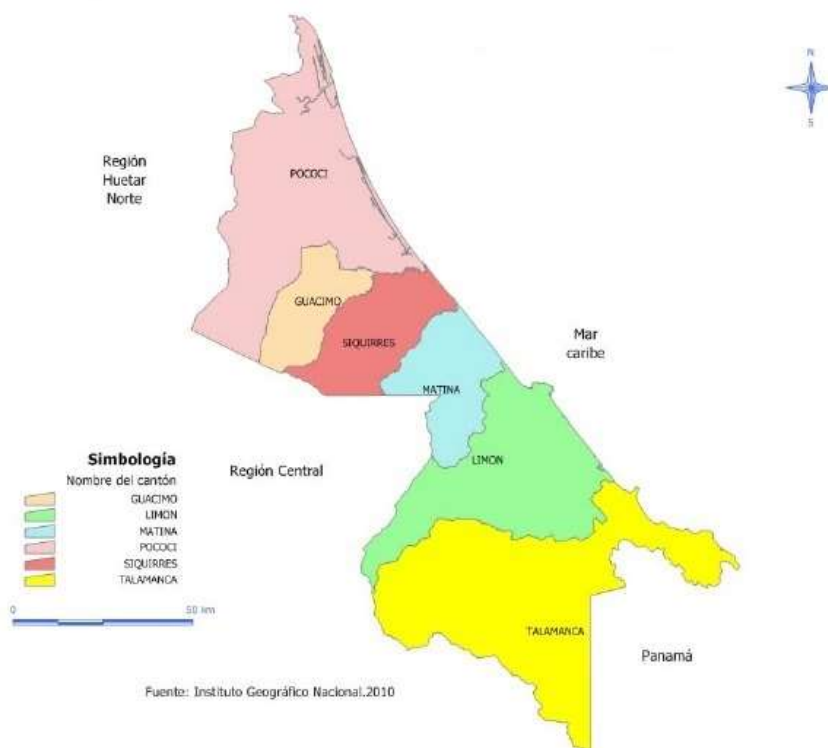 N
S
Región
Huetar
Norte
POCOCI
GUACIMO
SIQUIRRES
Mar
caribe
MATINA
LIMON
Región Central
Simbología
Nombre del cantón
GUACIMO
LIMON
MATINA
POCOCI
SIQUIRRES
TALAMANCA
0 50 km
TALAMANCA
Panamá
Fuente: Instituto Geográfico Nacional.2010